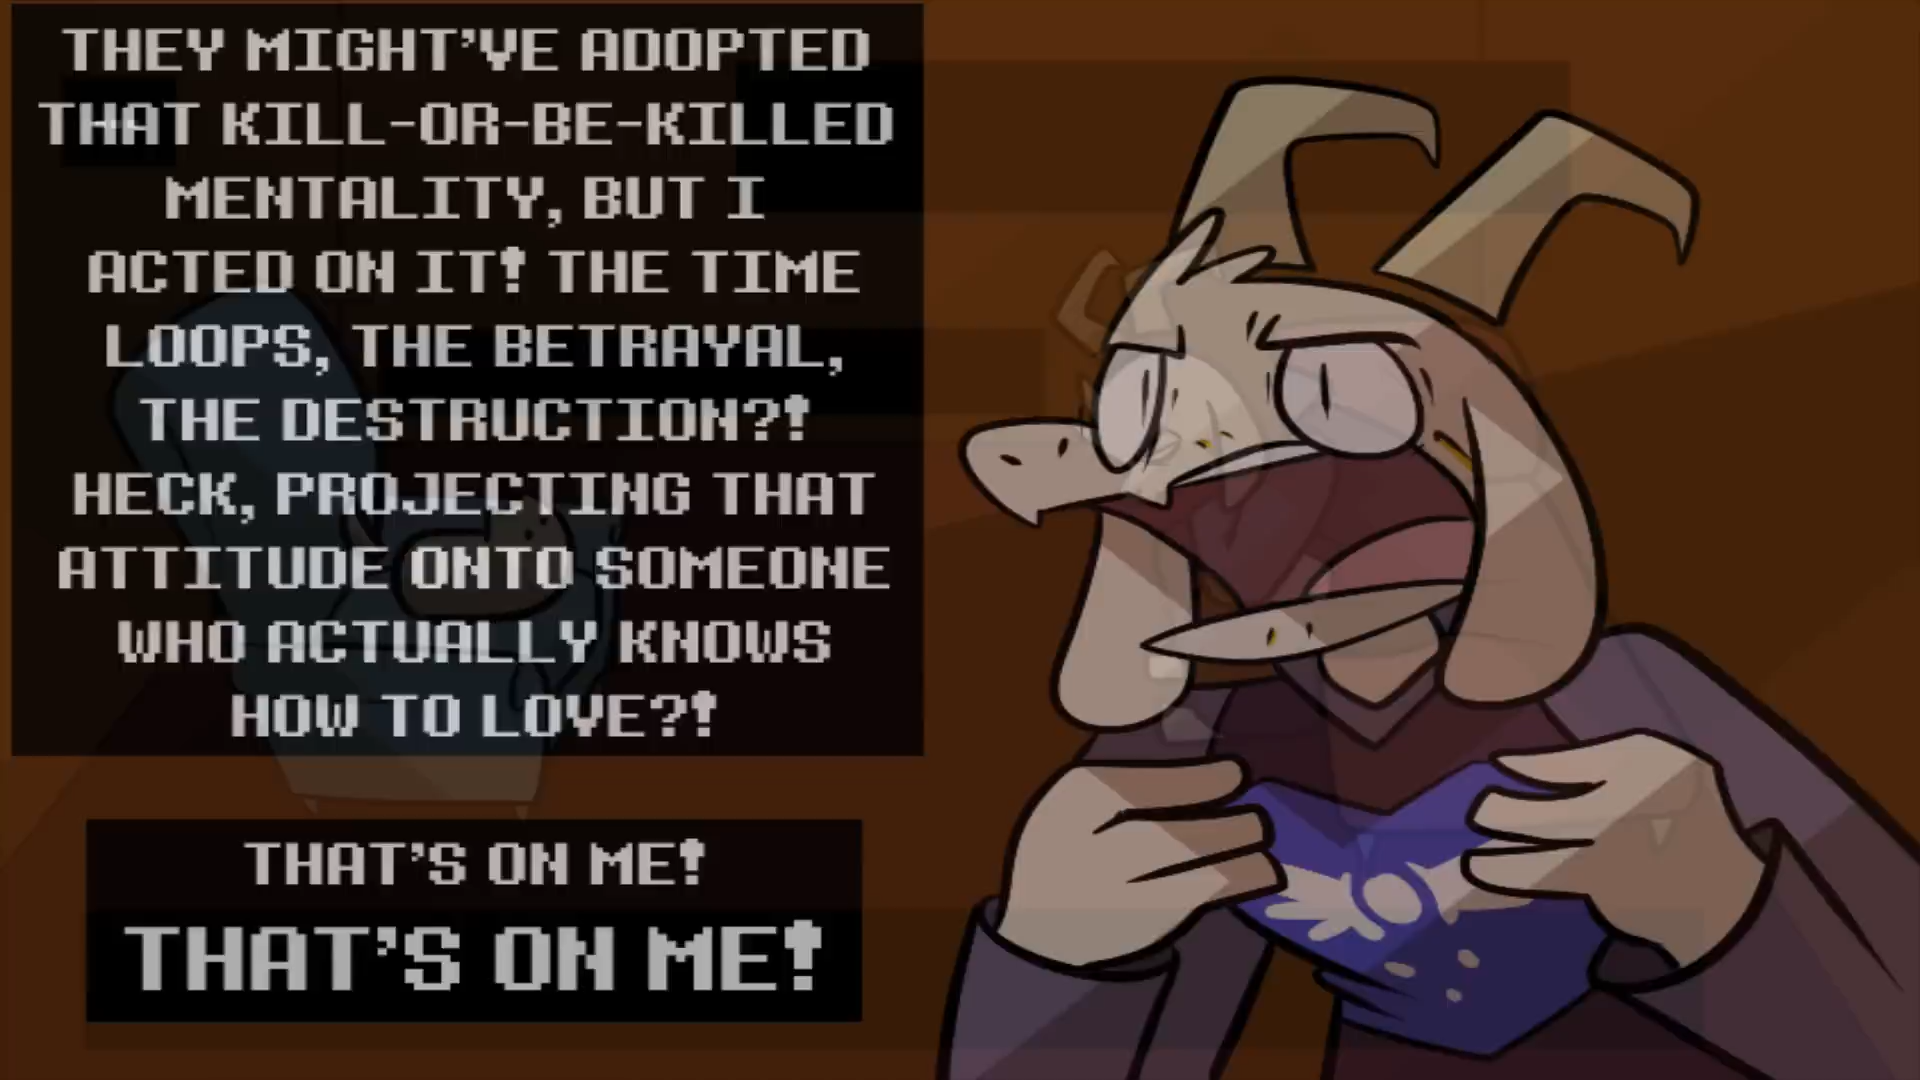 THEY MIGHT'VE ADOPTED
THAT KILL-OR-BE-KILLED
MENTALITY, BUT I
ACTED ON IT! THE TIME
LOOPS, THE BETRAYAL,
THE DESTRUCTION?!
HECK, PROJECTING THAT
ATTITUDE ONTO SOMEONE
WHO ACTUALLY KNOWS
HOW TO LOVE?!
THAT'S ON ME!
THAT'S ON ME!